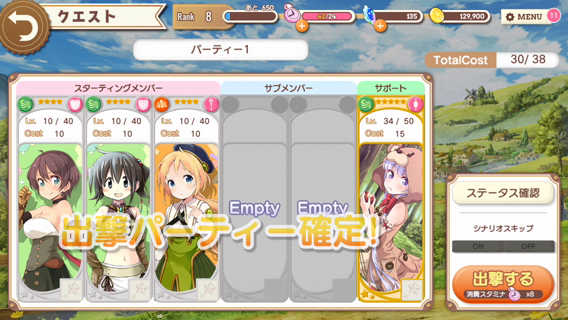 クエスト
Rank 8
あと 650
42/24
135
129,900
MENU
11
パーティー1
TotalCost 30/ 38
スターティングメンバー
サブメンバー
サポート
Lv. 10 / 40
Cost 10
Lv. 10 / 40
Cost 10
Lv. 10 / 40
Cost 10
Empty
Empty
Lv. 34 / 50
Cost 15
出撃パーティー確定!
ステータス確認
シナリオスキップ
ON OFF
出撃する
消費スタミナ x8